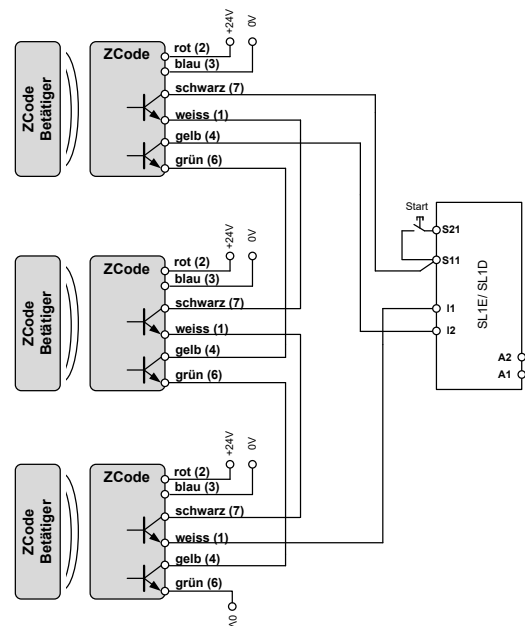 +24V
0V
ZCode
Betätiger
ZCode
rot (2)
blau (3)
schwarz (7)
weiss (1)
gelb (4)
grün (6)
Start
S21
S11
SL1E/ SL1D
I1
I2
A2
A1
+24V
0V
ZCode
Betätiger
ZCode
rot (2)
blau (3)
schwarz (7)
weiss (1)
gelb (4)
grün (6)
+24V
0V
ZCode
Betätiger
ZCode
rot (2)
blau (3)
schwarz (7)
weiss (1)
gelb (4)
grün (6)
0V